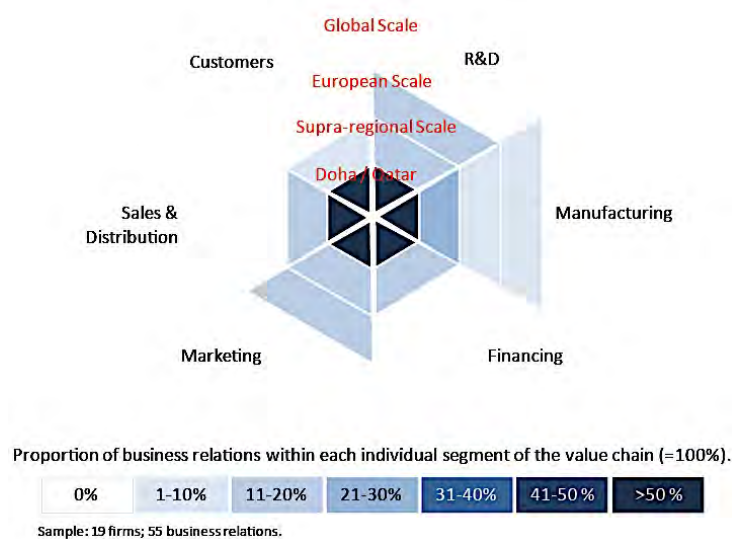 Global Scale
Customers
R&D
European Scale
Supra-regional Scale
Doha / Qatar
Sales &
Distribution
Manufacturing
Marketing
Financing
Proportion of business relations within each individual segment of the value chain (=100%).
0% 1-10% 11-20% 21-30% 31-40% 41-50 % >50 %
Sample: 19 firms; 55 business relations.